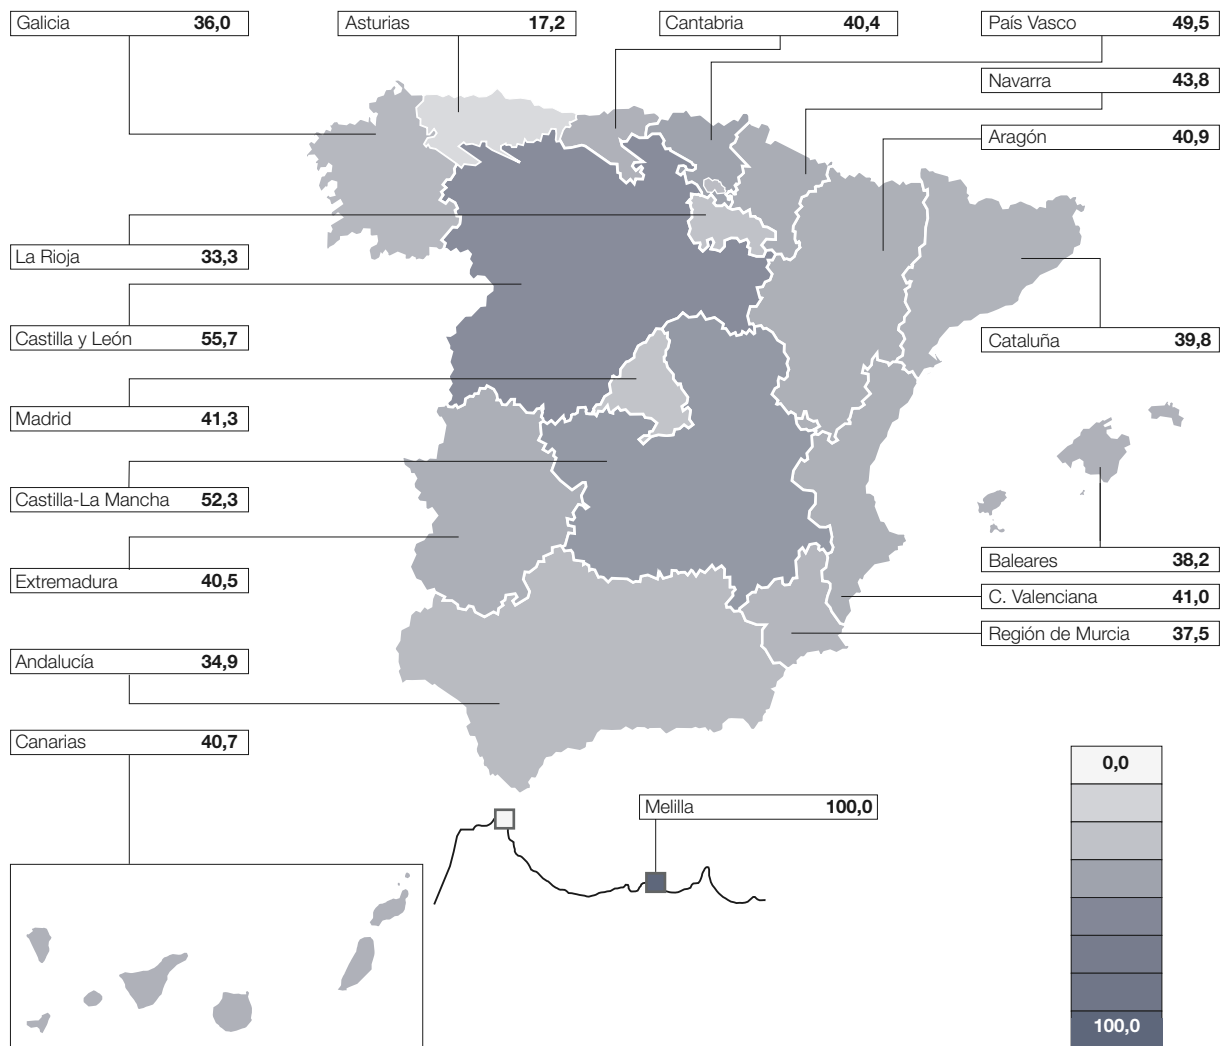 Galicia 36,0
Asturias 17,2
Cantabria 40,4
País Vasco 49,5
Navarra 43,8
Aragón 40,9
La Rioja 33,3
Castilla y León 55,7
Cataluña 39,8
Madrid 41,3
Castilla-La Mancha 52,3
Extremadura 40,5
Baleares 38,2
C. Valenciana 41,0
Región de Murcia 37,5
Andalucía 34,9
Canarias 40,7
Melilla 100,0
0,0
100,0